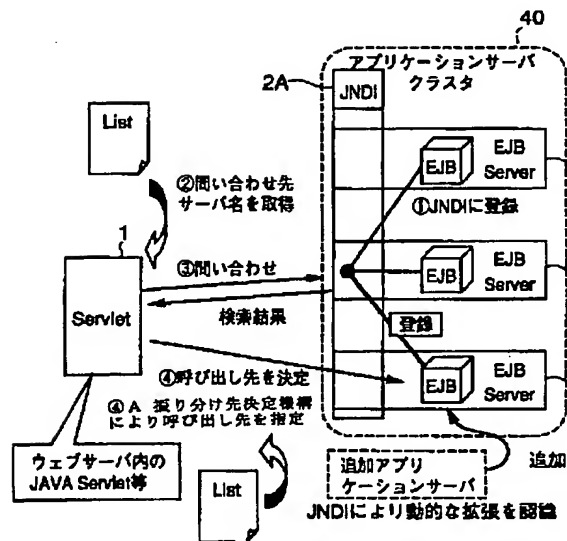 40
アプリケーションサーバ
クラスタ
2A
JNDI
List
EJB
EJB
Server
②問い合わせ先
サーバ名を取得
①JNDIに登録
1
③問い合わせ
Servlet
検索結果
EJB
EJB
Server
登録
④呼び出し先を決定
④A 振り分け先決定機構
により呼び出し先を指定
EJB
EJB
Server
ウェブサーバ内の
JAVA Servlet等
List
追加アプリ
ケーションサーバ
追加
JNDIにより動的な拡張を認識